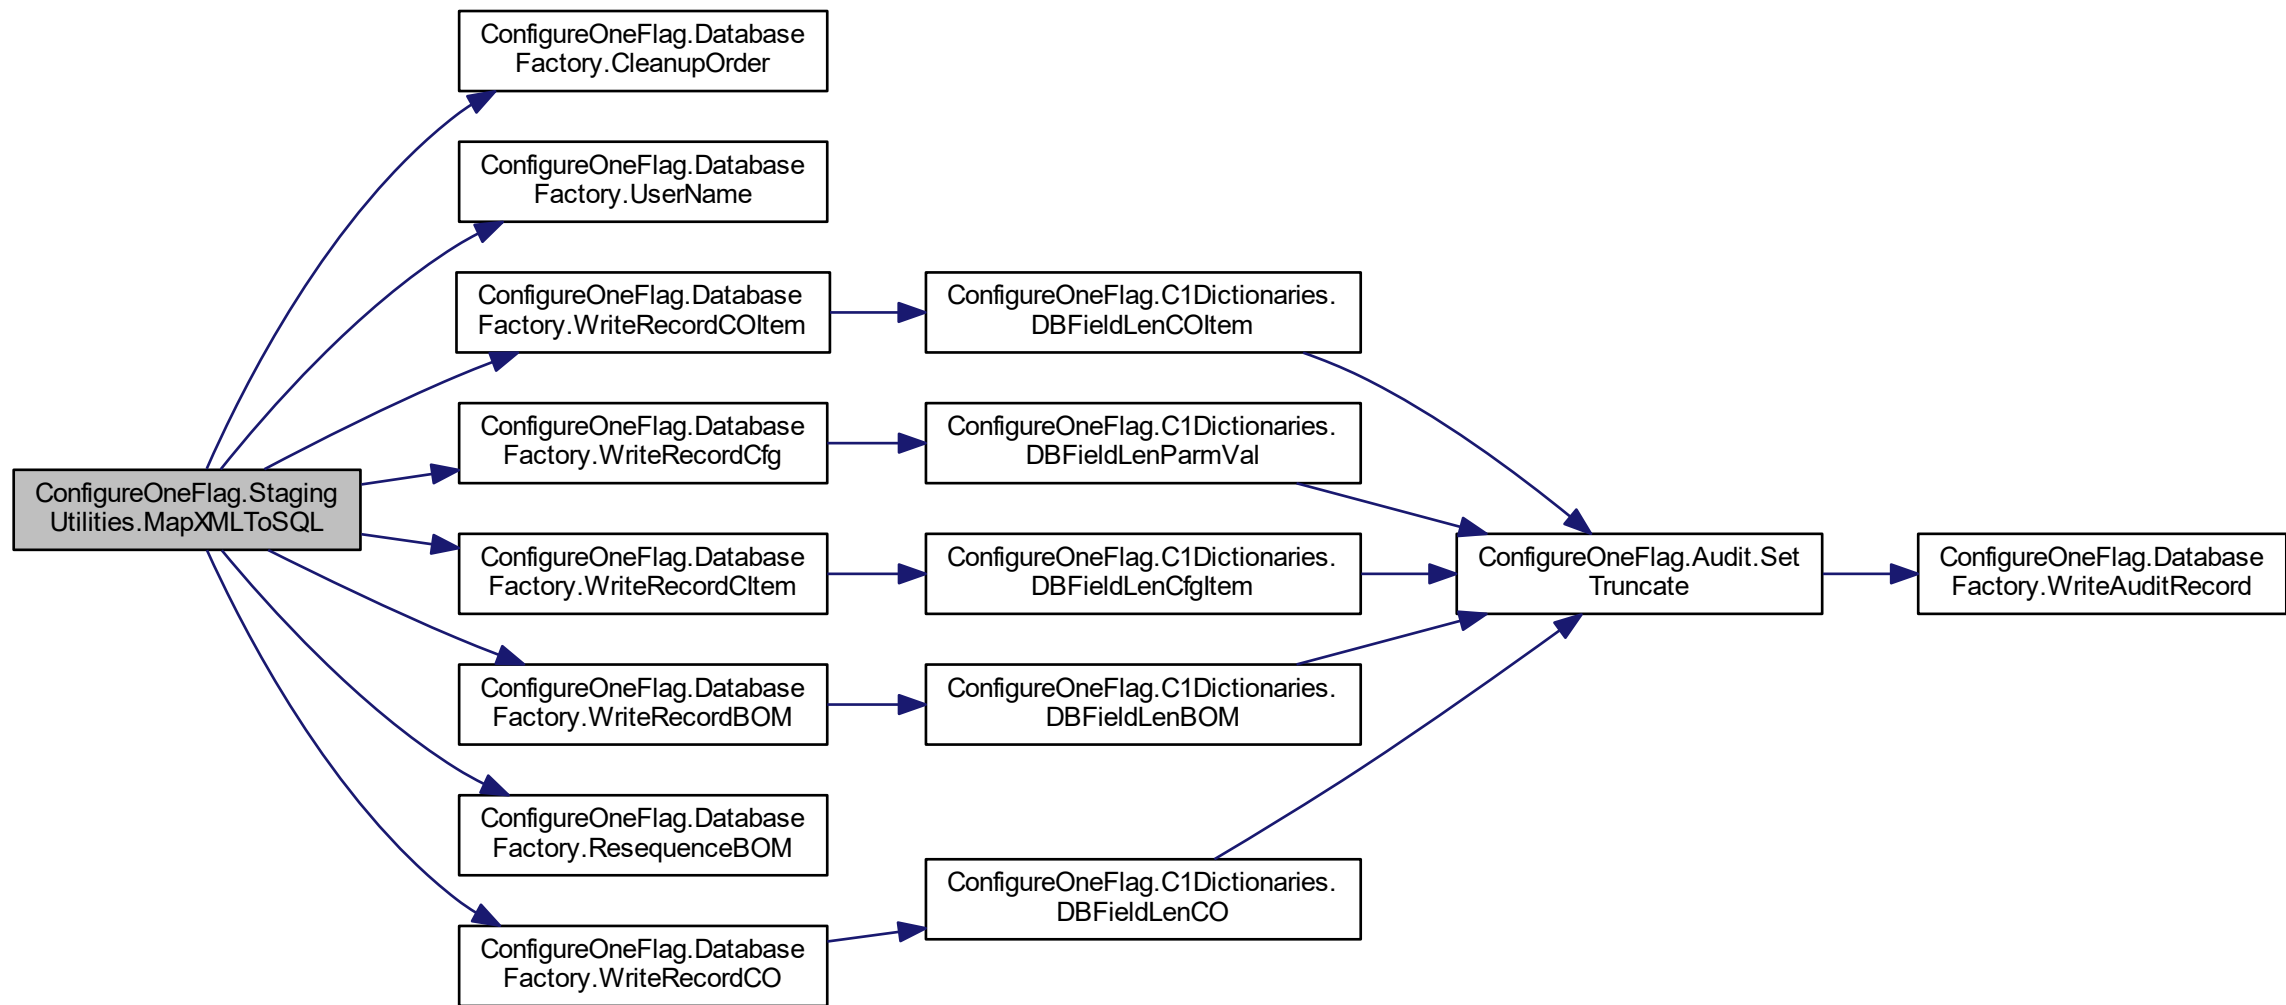 ConfigureOneFlag.Database
Factory.CleanupOrder
ConfigureOneFlag.Database
Factory.UserName
ConfigureOneFlag.Database
Factory.WriteRecordCOItem
ConfigureOneFlag.C1Dictionaries.
DBFieldLenCOItem
ConfigureOneFlag.Database
Factory.WriteRecordCfg
ConfigureOneFlag.C1Dictionaries.
DBFieldLenParmVal
ConfigureOneFlag.Staging
Utilities.MapXMLToSQL
ConfigureOneFlag.Database
Factory.WriteRecordCItem
ConfigureOneFlag.C1Dictionaries.
DBFieldLenCfgItem
ConfigureOneFlag.Audit.Set
Truncate
ConfigureOneFlag.Database
Factory.WriteAuditRecord
ConfigureOneFlag.Database
Factory.WriteRecordBOM
ConfigureOneFlag.C1Dictionaries.
DBFieldLenBOM
ConfigureOneFlag.Database
Factory.ResequenceBOM
ConfigureOneFlag.C1Dictionaries.
DBFieldLenCO
ConfigureOneFlag.Database
Factory.WriteRecordCO